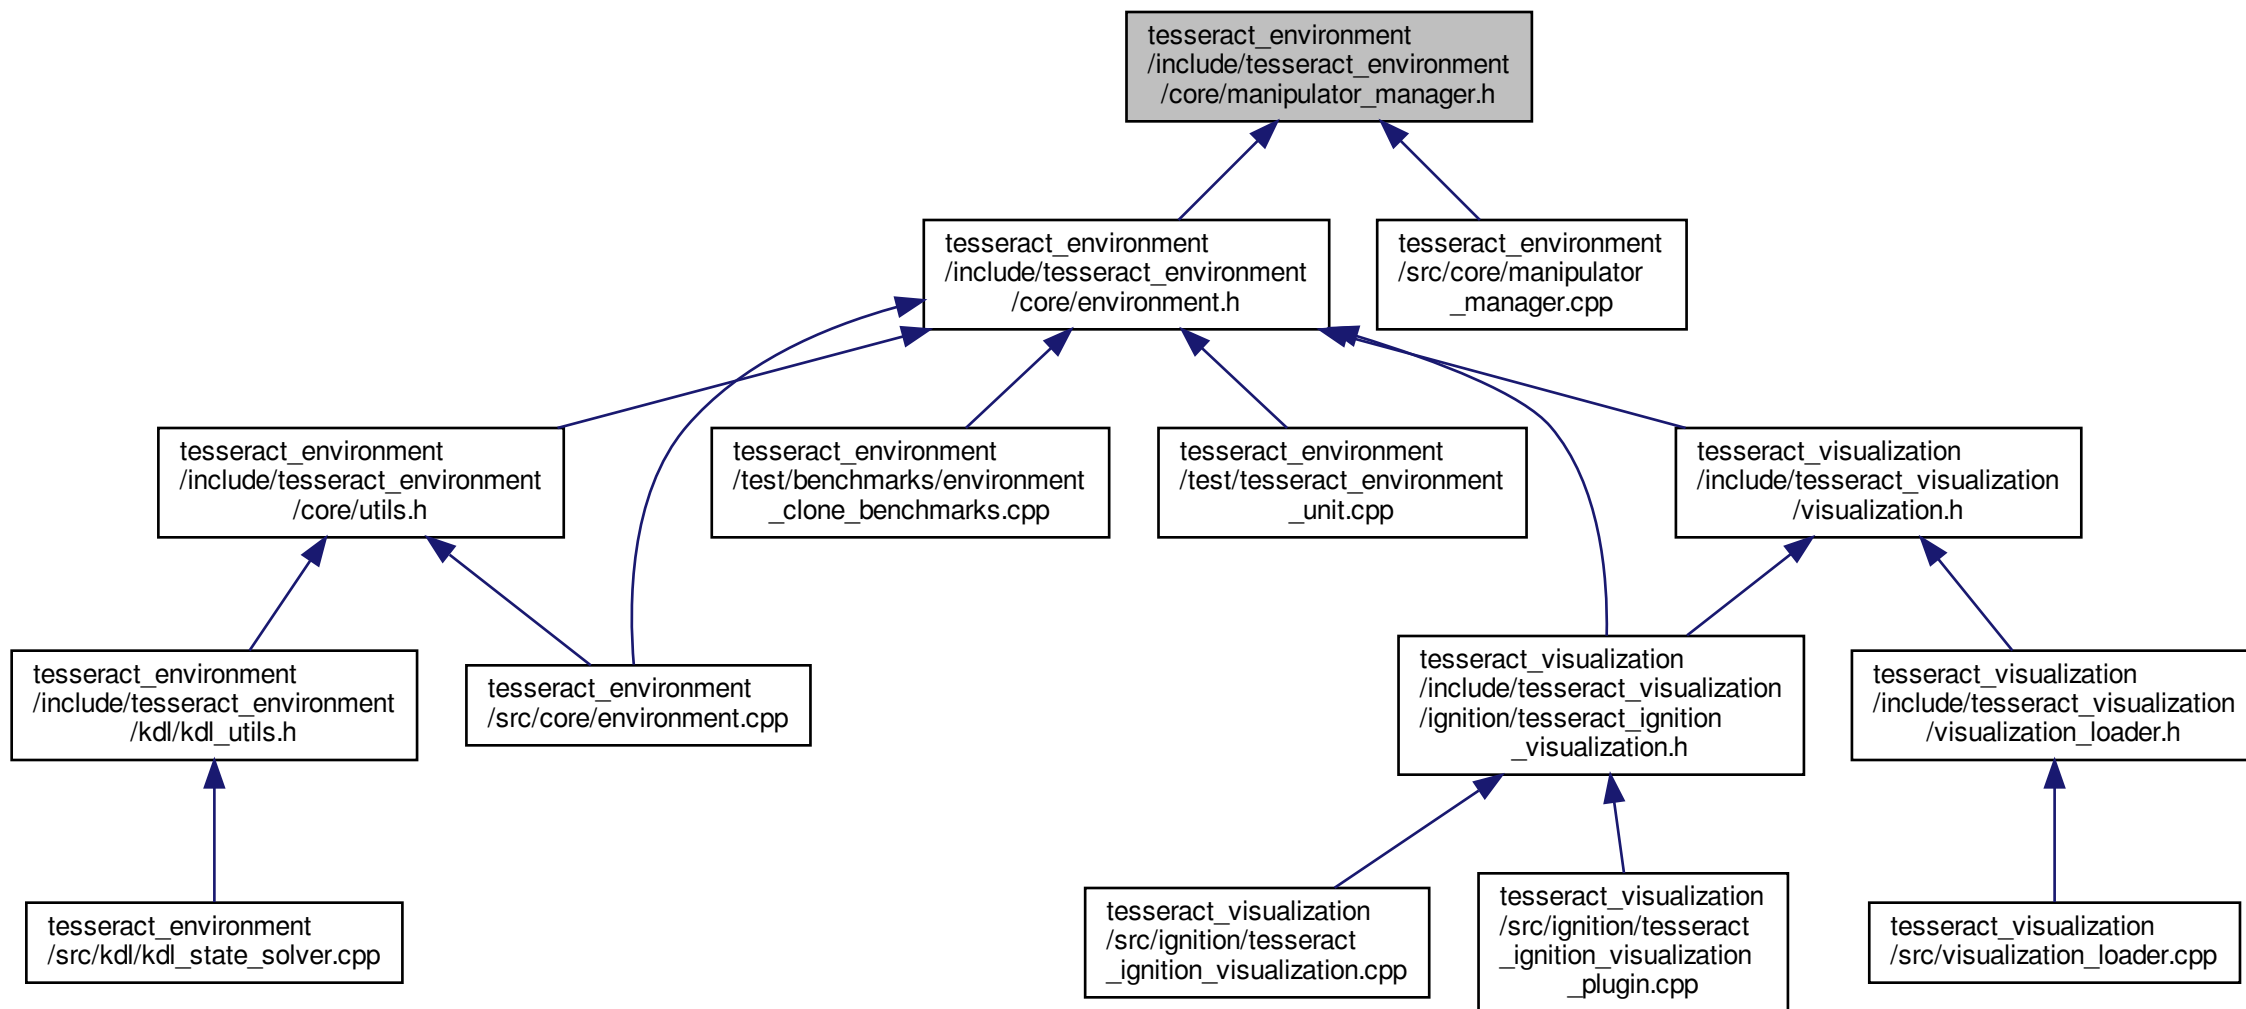 tesseract_environment
/include/tesseract_environment
/core/manipulator_manager.h
tesseract_environment
/include/tesseract_environment
/core/environment.h
tesseract_environment
/src/core/manipulator
_manager.cpp
tesseract_environment
/include/tesseract_environment
/core/utils.h
tesseract_environment
/test/benchmarks/environment
_clone_benchmarks.cpp
tesseract_environment
/test/tesseract_environment
_unit.cpp
tesseract_visualization
/include/tesseract_visualization
/visualization.h
tesseract_environment
/include/tesseract_environment
/kdl/kdl_utils.h
tesseract_environment
/src/core/environment.cpp
tesseract_visualization
/include/tesseract_visualization
/ignition/tesseract_ignition
_visualization.h
tesseract_visualization
/include/tesseract_visualization
/visualization_loader.h
tesseract_environment
/src/kdl/kdl_state_solver.cpp
tesseract_visualization
/src/ignition/tesseract
_ignition_visualization.cpp
tesseract_visualization
/src/ignition/tesseract
_ignition_visualization
_plugin.cpp
tesseract_visualization
/src/visualization_loader.cpp